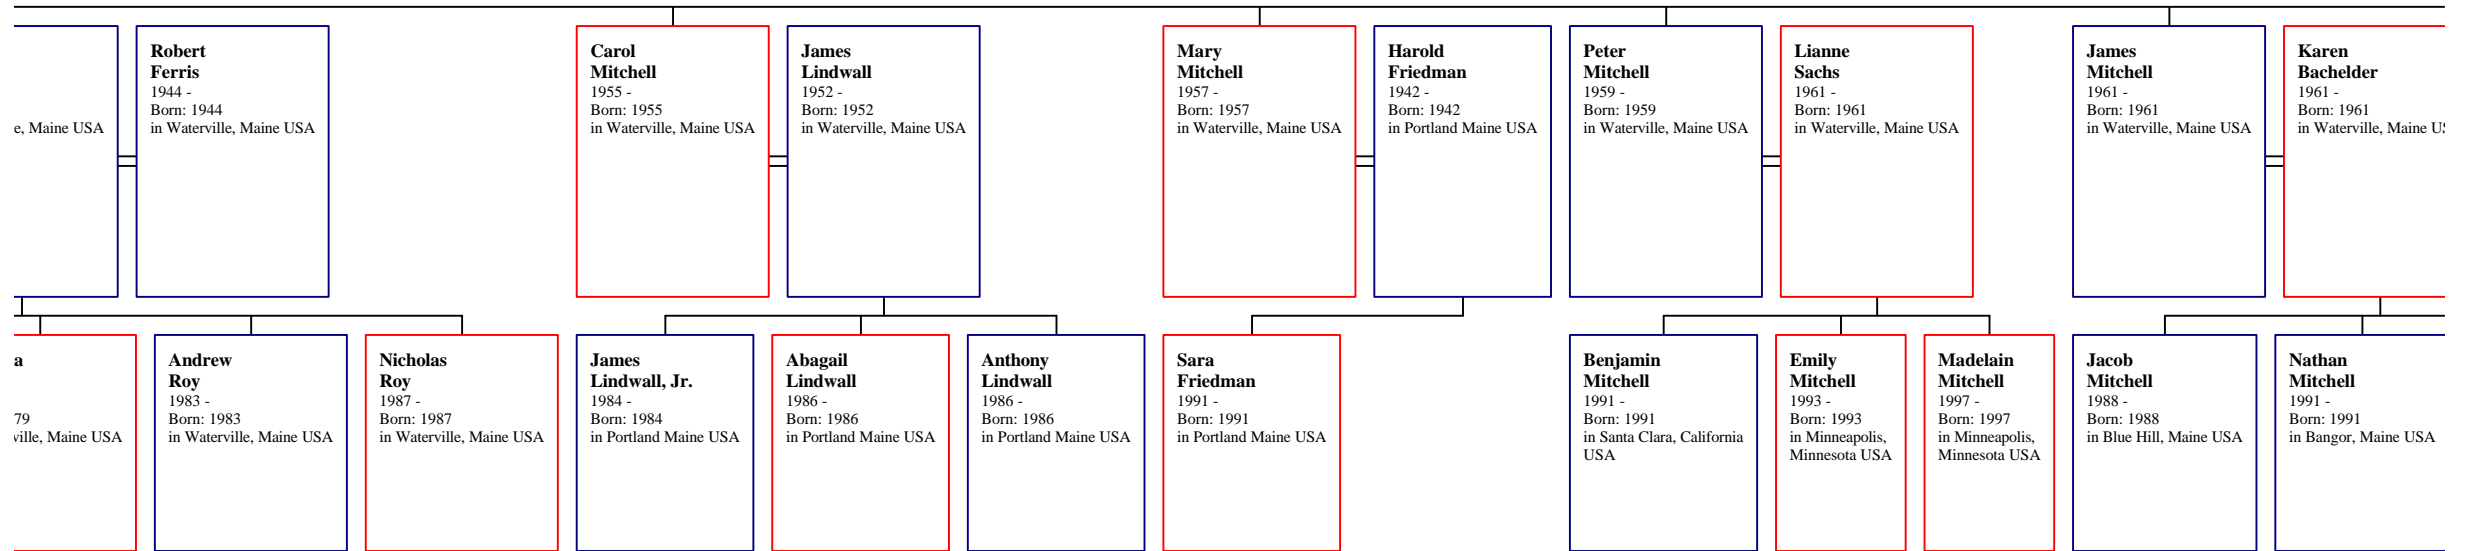 e, Maine USA
Robert
Ferris
1944 -
Born: 1944
in Waterville, Maine USA
Carol
Mitchell
1955 -
Born: 1955
in Waterville, Maine USA
James
Lindwall
1952 -
Born: 1952
in Waterville, Maine USA
Mary
Mitchell
1957 -
Born: 1957
in Waterville, Maine USA
Harold
Friedman
1942 -
Born: 1942
in Portland Maine USA
Peter
Mitchell
1959 -
Born: 1959
in Waterville, Maine USA
Lianne
Sachs
1961 -
Born: 1961
in Waterville, Maine USA
James
Mitchell
1961 -
Born: 1961
in Waterville, Maine USA
Karen
Bachelder
1961 -
Born: 1961
in Waterville, Maine US
a
79
ville, Maine USA
Andrew
Roy
1983 -
Born: 1983
in Waterville, Maine USA
Nicholas
Roy
1987 -
Born: 1987
in Waterville, Maine USA
James
Lindwall, Jr.
1984 -
Born: 1984
in Portland Maine USA
Abagail
Lindwall
1986 -
Born: 1986
in Portland Maine USA
Anthony
Lindwall
1986 -
Born: 1986
in Portland Maine USA
Sara
Friedman
1991 -
Born: 1991
in Portland Maine USA
Benjamin
Mitchell
1991 -
Born: 1991
in Santa Clara, California
USA
Emily
Mitchell
1993 -
Born: 1993
in Minneapolis,
Minnesota USA
Madelain
Mitchell
1997 -
Born: 1997
in Minneapolis,
Minnesota USA
Jacob
Mitchell
1988 -
Born: 1988
in Blue Hill, Maine USA
Nathan
Mitchell
1991 -
Born: 1991
in Bangor, Maine USA